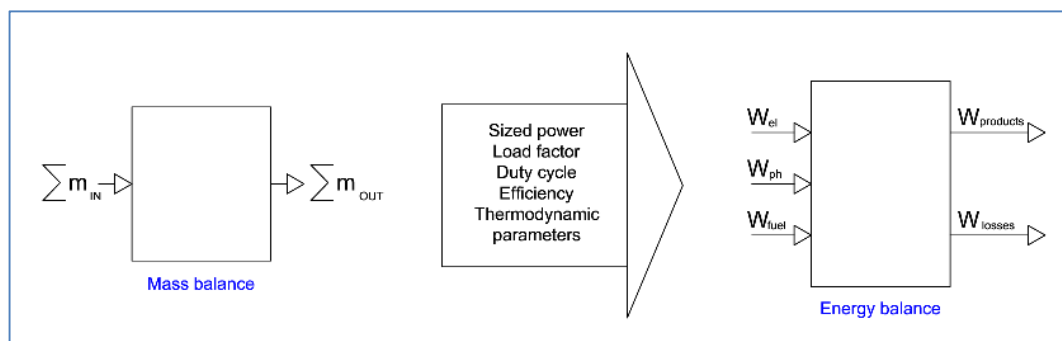 ∑ m IN
∑ m OUT
Mass balance
Sized power
Load factor
Duty cycle
Efficiency
Thermodynamic
parameters
Wel
Wph
Wfuel
Wproducts
Wlosses
Energy balance